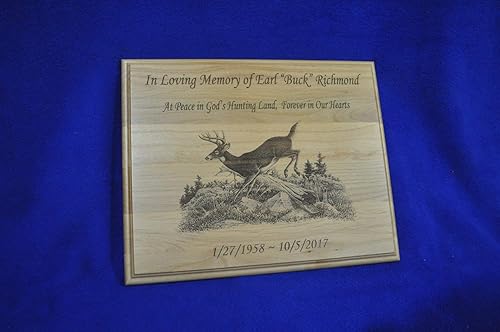 In Loving Memory of Earl "Buck" Richmond
At Peace in God's Hunting Land, Forever in Our Hearts
1/27/1958 ~ 10/5/2017